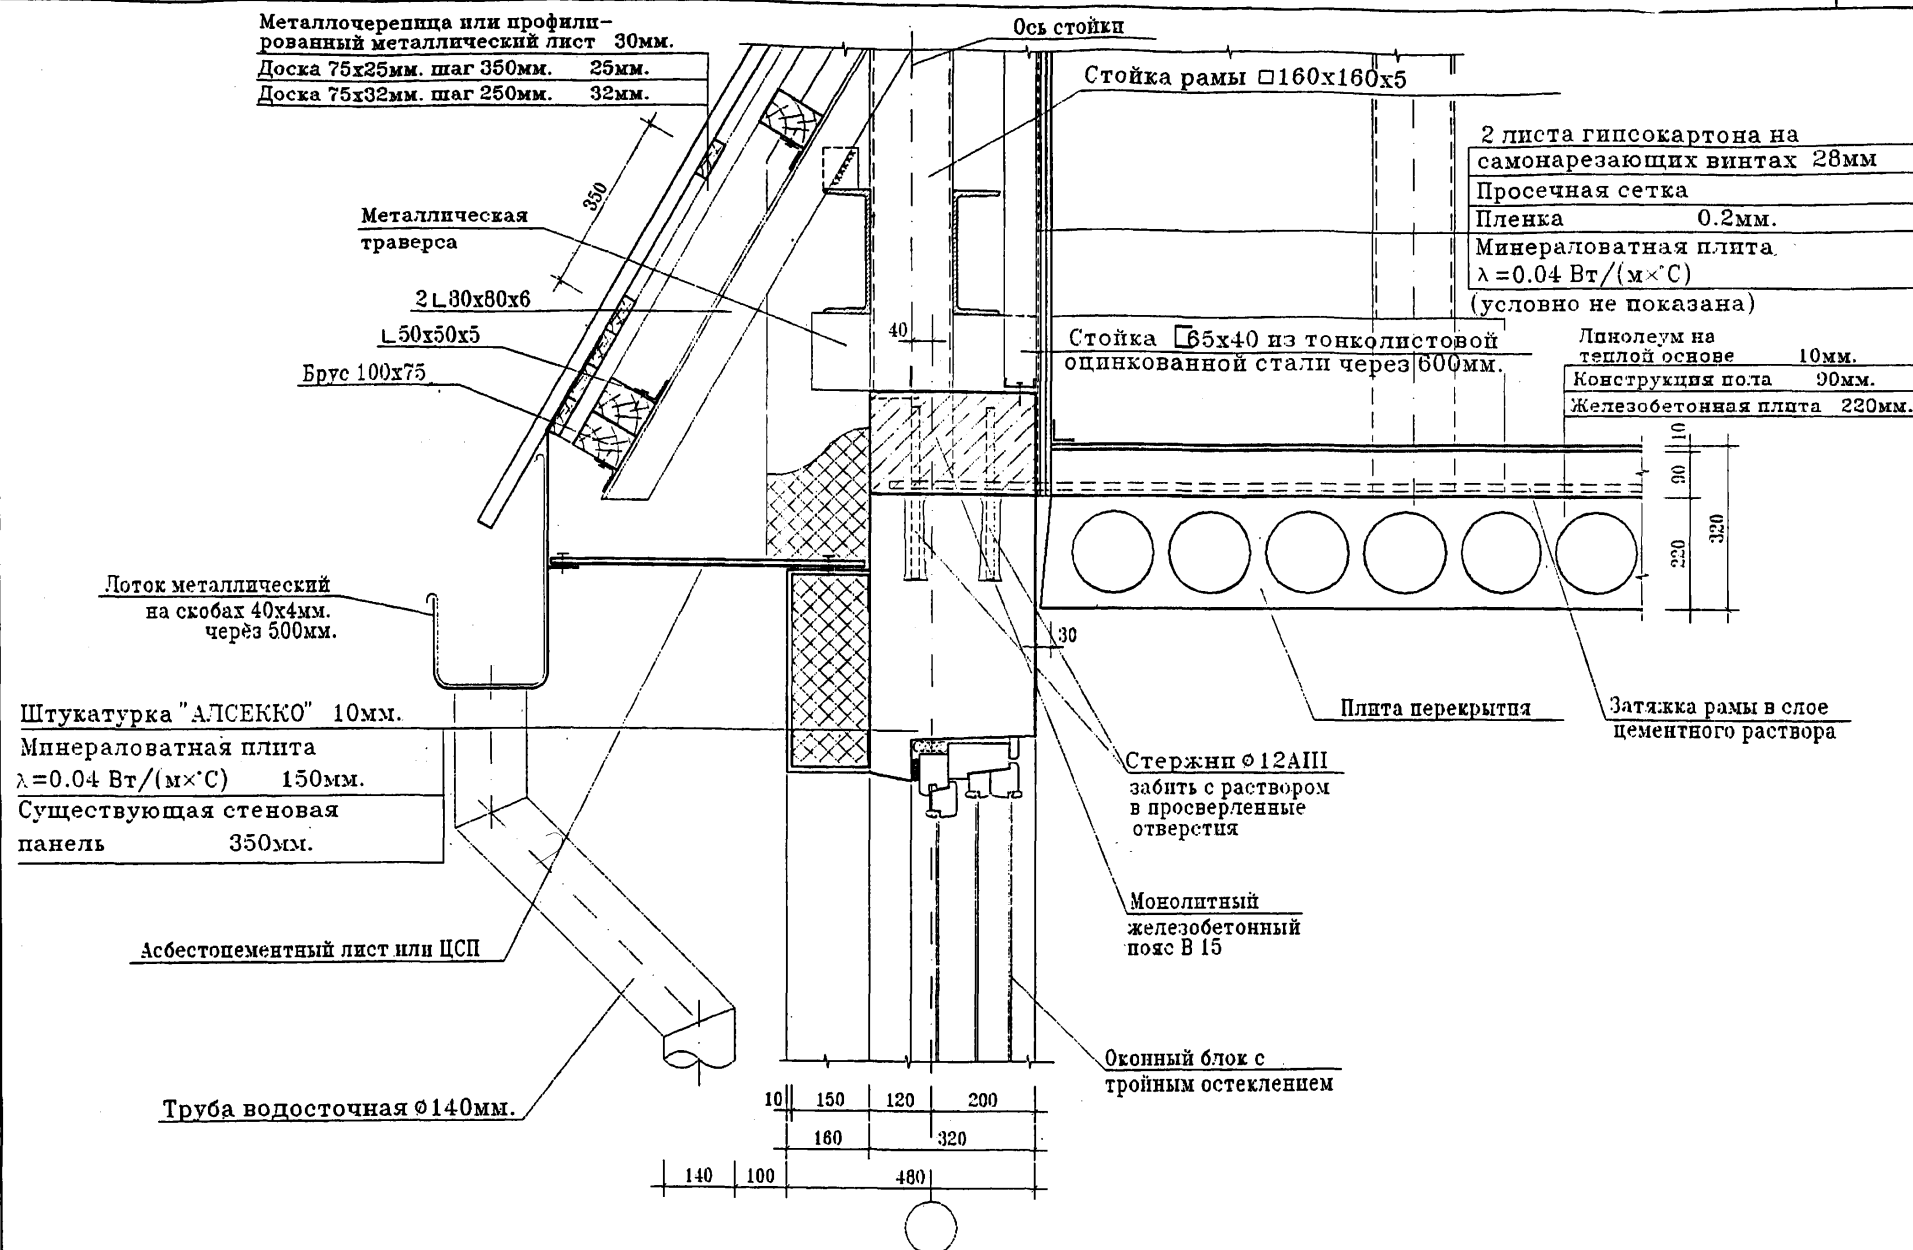 Металлочерепица или профили-
рованный металлический лист 30мм.
Доска 75х25мм. шаг 350мм. 25мм.
Доска 75х32мм. шаг 250мм. 32мм.
Ось стойки
Стойка рамы □160х160х5
2 листа гипсокартона на
самонарезающих винтах 28мм
Просечная сетка
Пленка 0.2мм.
Минераловатная плита
λ=0.04 Вт/(м×°С)
(условно не показана)
350
Металлическая
траверса
2∟80х80х6
∟50х50х5
Брус 100х75
40
Стойка [65х40 из тонколистовой
оцинкованной стали через 600мм.
Линолеум на
теплой основе 10мм.
Конструкция пола 90мм.
Железобетонная плита 220мм.
10
90
220
320
Лоток металлический
на скобах 40х4мм.
через 500мм.
30
Штукатурка "АЛСЕККО" 10мм.
Минераловатная плита
λ=0.04 Вт/(м×°С) 150мм.
Существующая стеновая
панель 350мм.
Плита перекрытия
Затяжка рамы в слое
цементного раствора
Стержни ⌀12АIII
забить с раствором
в просверленные
отверстия
Монолитный
железобетонный
пояс В 15
Асбестоцементный лист или ЦСП
Оконный блок с
тройным остеклением
Труба водосточная ⌀140мм.
10 150 120 200
160 320
140 100 480